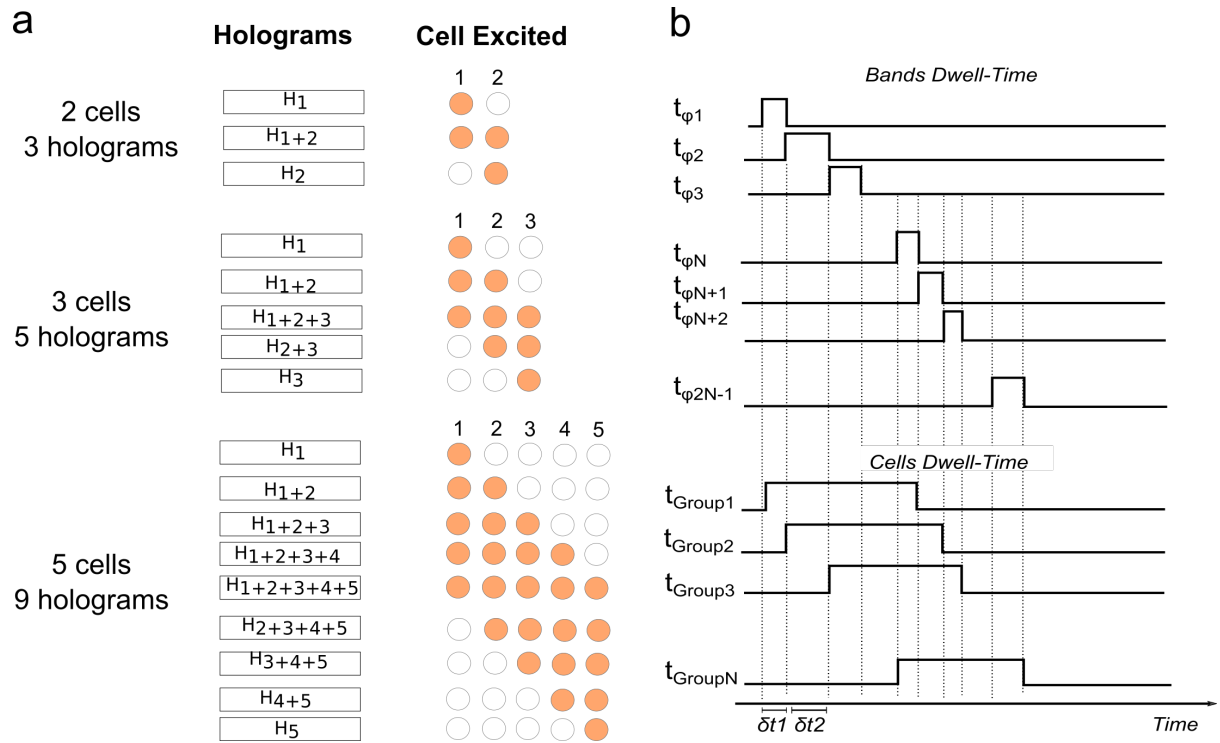 a
Holograms
Cell Excited
2 cells
3 holograms
1 2
H1
H1+2
H2
3 cells
5 holograms
1 2 3
H1
H1+2
H1+2+3
H2+3
H3
5 cells
9 holograms
1 2 3 4 5
H1
H1+2
H1+2+3
H1+2+3+4
H1+2+3+4+5
H2+3+4+5
H3+4+5
H4+5
H5
b
Bands Dwell-Time
tφ1
tφ2
tφ3
tφN
tφN+1
tφN+2
tφ2N-1
Cells Dwell-Time
tGroup1
tGroup2
tGroup3
tGroupN
δt1 δt2
Time